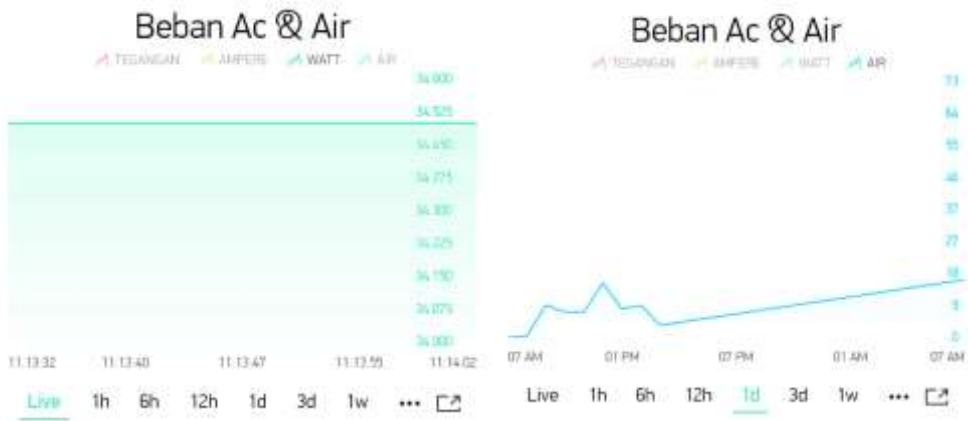 Beban Ac & Air
TEGANGAN AMPERE WATT AIR
34.600
34.525
34.450
34.375
34.300
34.225
34.150
34.075
34.000
11.13.32 11.13.40 11.13.47 11.13.55 11.14.02
Live 1h 6h 12h 1d 3d 1w •••
Beban Ac & Air
TEGANGAN AMPERE WATT AIR
73
64
55
46
37
27
18
9
0
07 AM 01 PM 07 PM 01 AM 07 AM
Live 1h 6h 12h 1d 3d 1w •••